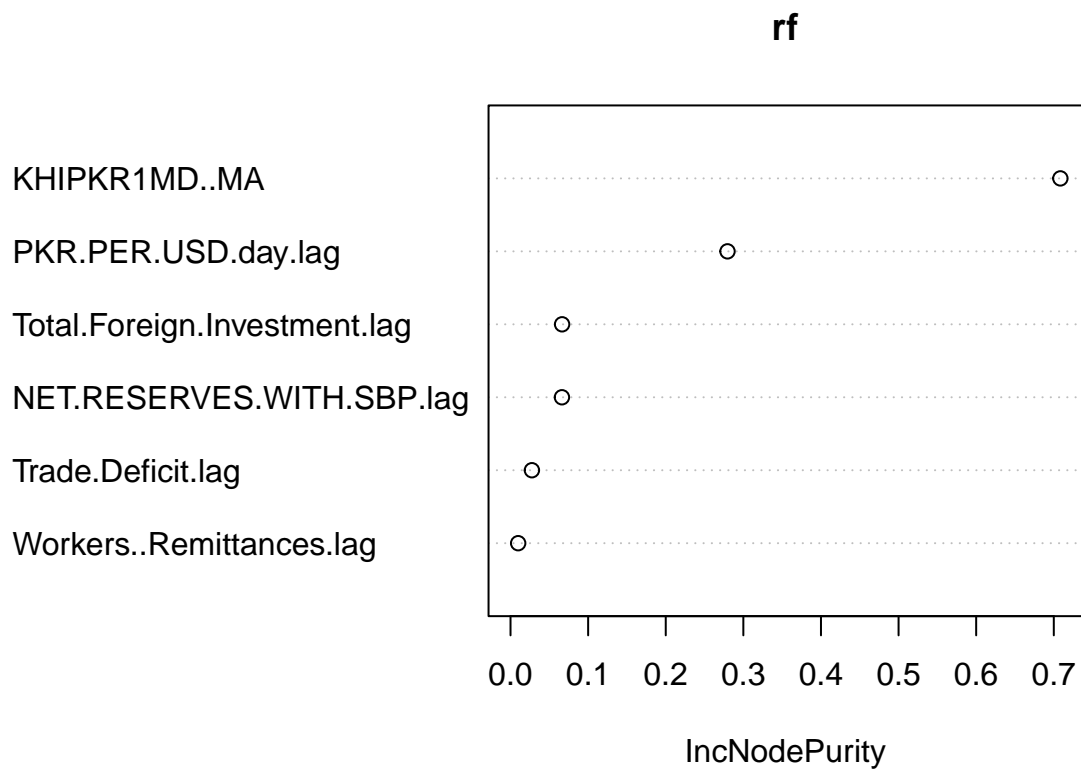 rf
KHIPKR1MD..MA
PKR.PER.USD.day.lag
Total.Foreign.Investment.lag
NET.RESERVES.WITH.SBP.lag
Trade.Deficit.lag
Workers..Remittances.lag
0.0 0.1 0.2 0.3 0.4 0.5 0.6 0.7
IncNodePurity